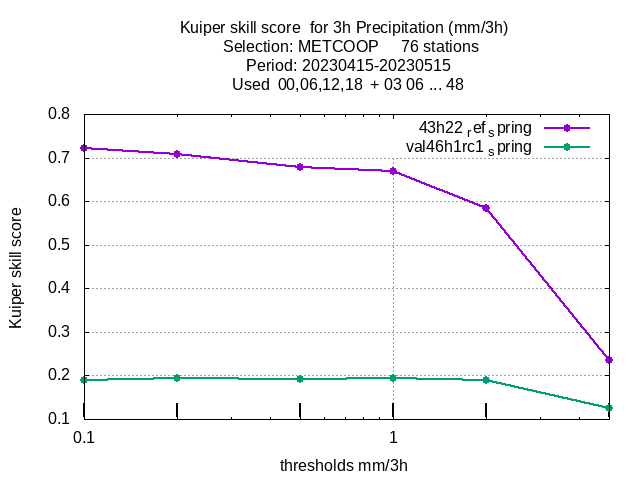 Kuiper skill score  for 3h Precipitation (mm/3h)
Selection: METCOOP     76 stations
Period: 20230415-20230515
Used  00,06,12,18  + 03 06 ... 48
43h22 refspring
val46h1rc1 spring
0.8
0.7
0.6
0.5
0.4
0.3
0.2
0.1
Kuiper skill score
0.1
1
thresholds mm/3h